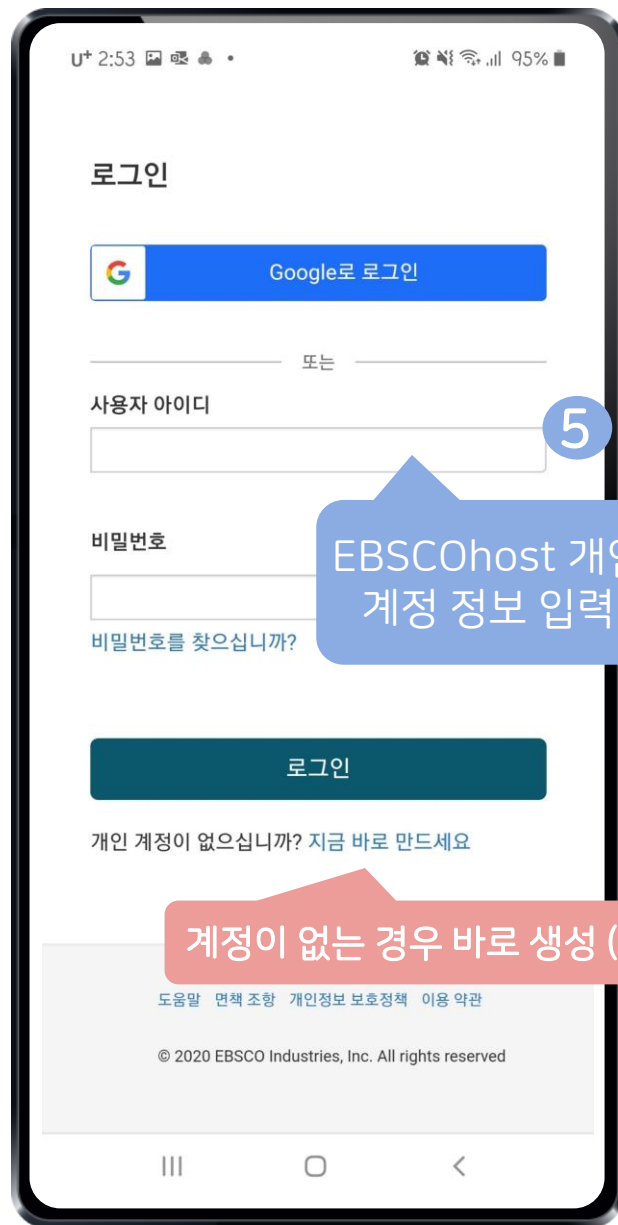 U⁺ 2:53 95%
로그인
G Google로 로그인
또는
사용자 아이디
5
비밀번호
EBSCOhost 개인
계정 정보 입력
비밀번호를 찾으십니까?
로그인
개인 계정이 없으십니까? 지금 바로 만드세요
계정이 없는 경우 바로 생성 (
도움말 면책 조항 개인정보 보호정책 이용 약관
© 2020 EBSCO Industries, Inc. All rights reserved